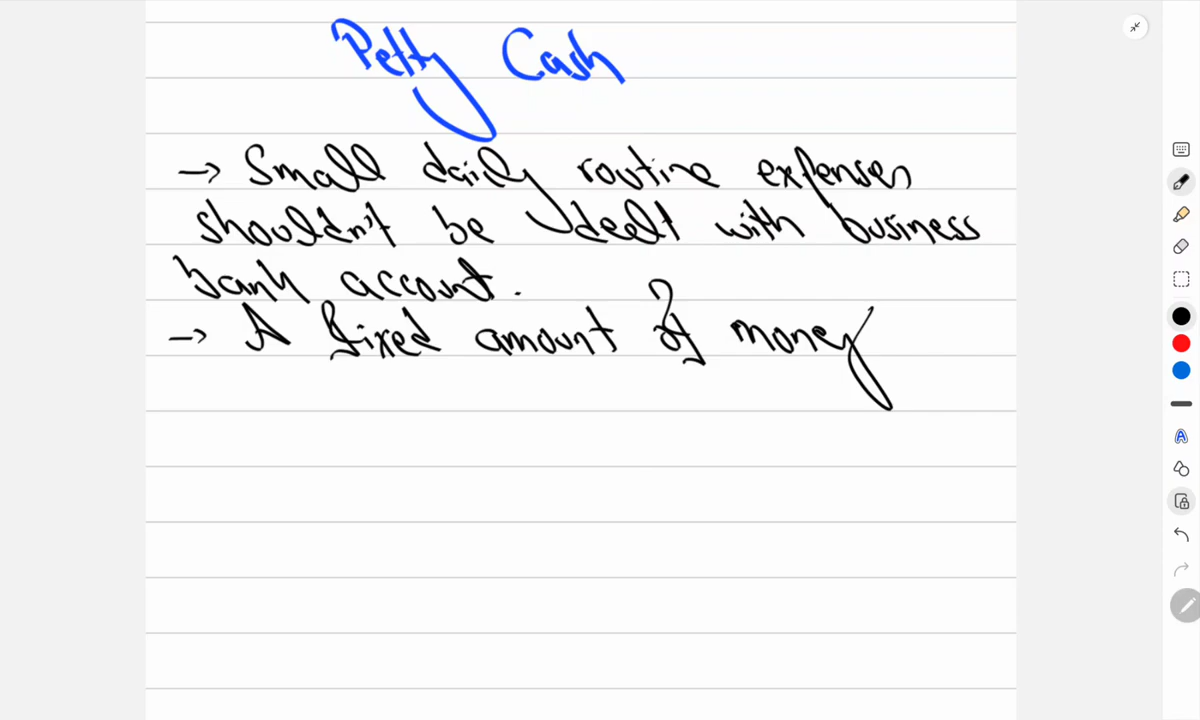 Petty Cash
→ Small daily routine expenses
shouldn't be dealt with business
bank account.
→ A fixed amount of money